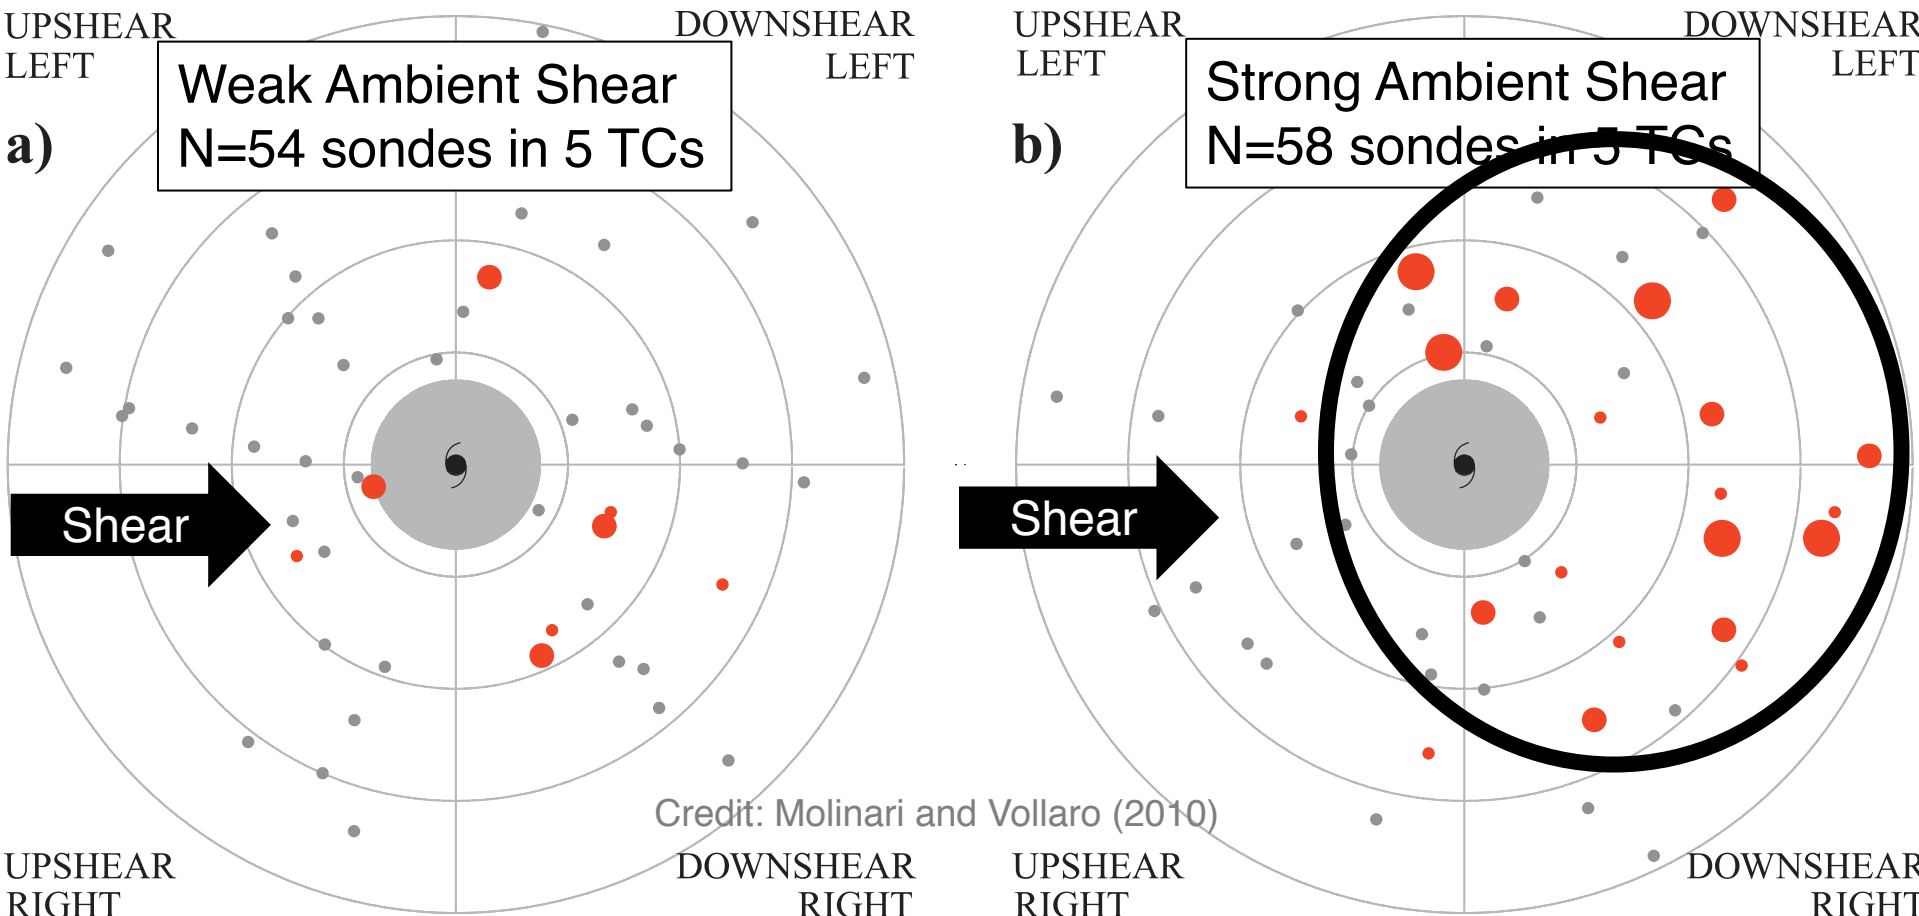 UPSHEAR
LEFT
DOWNSHEAR
LEFT
Weak Ambient Shear
N=54 sondes in 5 TCs
a)
Shear
UPSHEAR
RIGHT
DOWNSHEAR
RIGHT
UPSHEAR
LEFT
DOWNSHEAR
LEFT
Strong Ambient Shear
N=58 sondes in 5 TCs
b)
Shear
Credit: Molinari and Vollaro (2010)
UPSHEAR
RIGHT
DOWNSHEAR
RIGHT